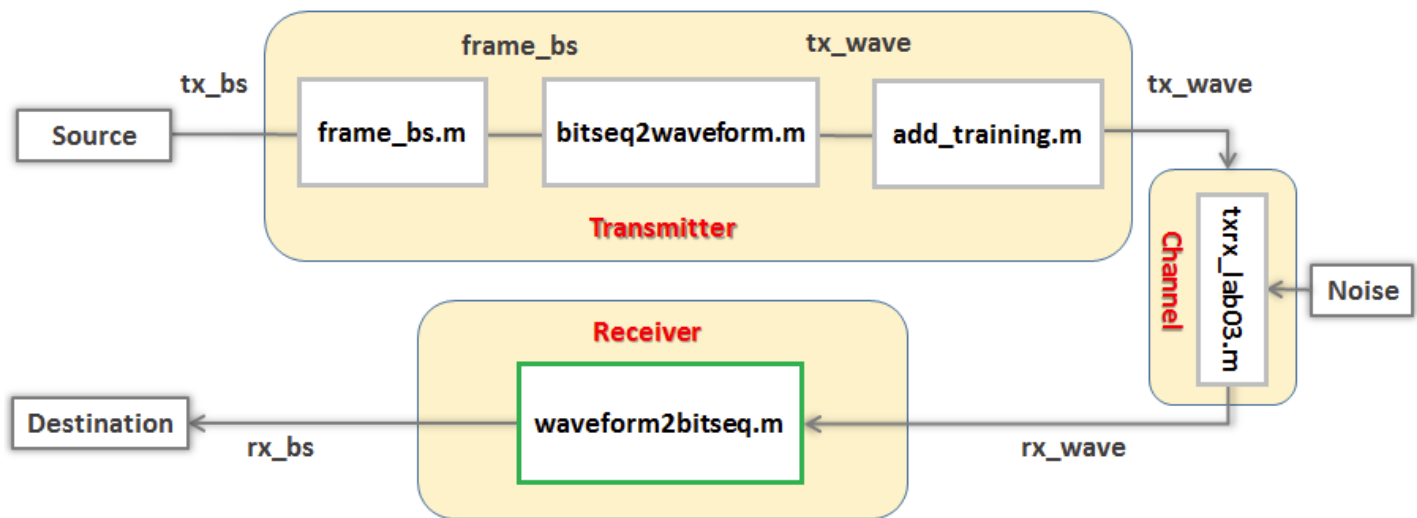 frame_bs
tx_wave
tx_bs
tx_wave
Source
frame_bs.m
bitseq2waveform.m
add_training.m
Transmitter
Channel
txrx_lab03.m
Noise
Receiver
Destination
waveform2bitseq.m
rx_bs
rx_wave